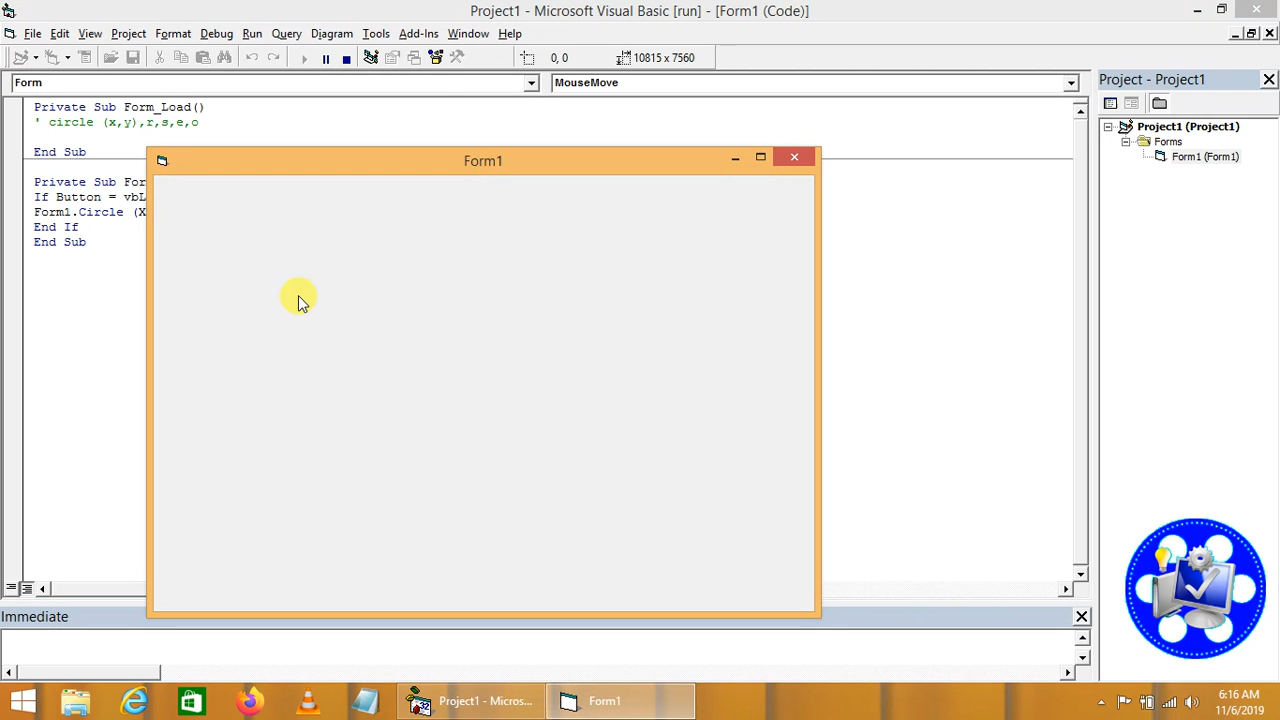 Project1 - Microsoft Visual Basic [run] - [Form1 (Code)]
File Edit View Project Format Debug Run Query Diagram Tools Add-Ins Window Help
0, 0 10815 x 7560
Form MouseMove
Project - Project1
Private Sub Form_Load()
' circle (x,y),r,s,e,o
End Sub
Private Sub For
If Button = vbL
Form1.Circle (X
End If
End Sub
Form1
Project1 (Project1)
Forms
Form1 (Form1)
Immediate
Project1 - Micros... Form1
6:16 AM
11/6/2019